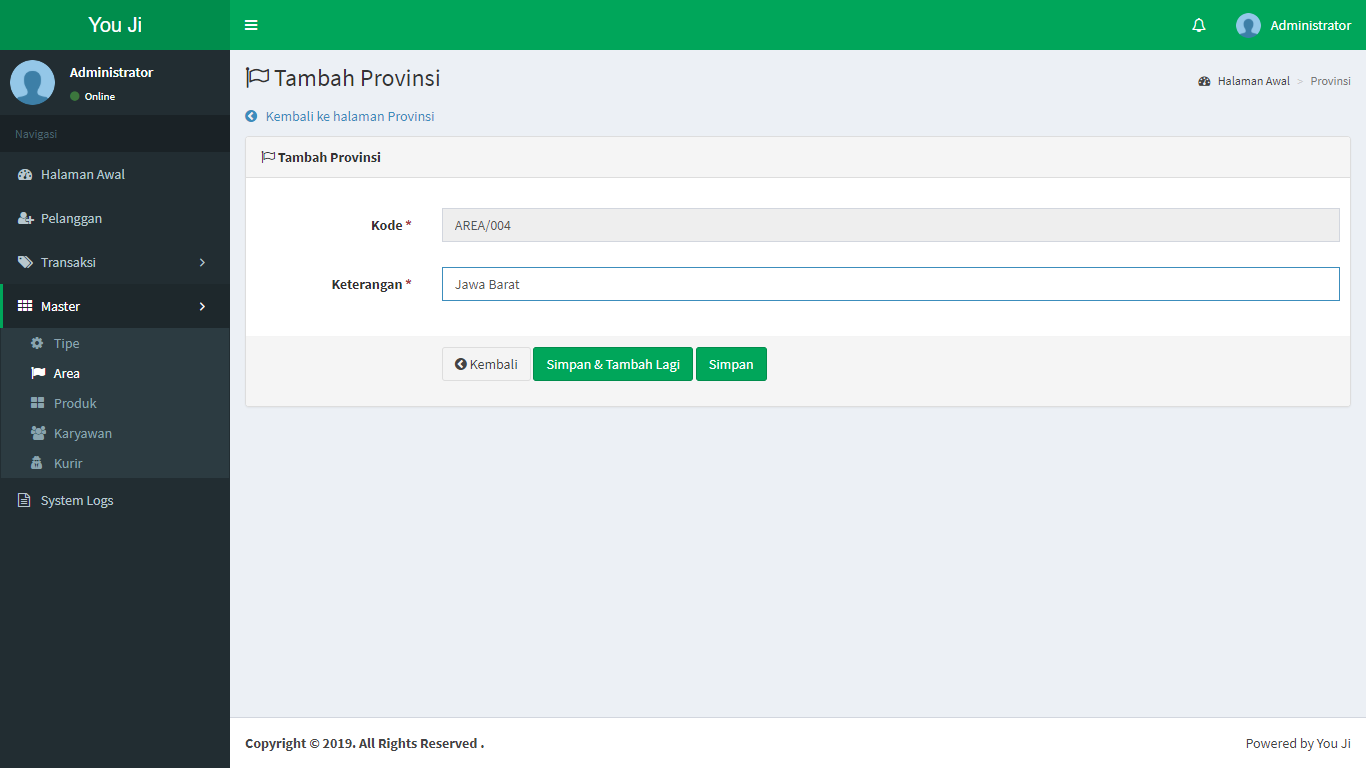 You Ji
Administrator
Administrator
Online
Navigasi
Halaman Awal
Pelanggan
Transaksi
Master
Tipe
Area
Produk
Karyawan
Kurir
System Logs
Tambah Provinsi
Halaman Awal > Provinsi
Kembali ke halaman Provinsi
Tambah Provinsi
Kode * AREA/004
Keterangan * Jawa Barat
Kembali Simpan & Tambah Lagi Simpan
Copyright © 2019. All Rights Reserved . Powered by You Ji